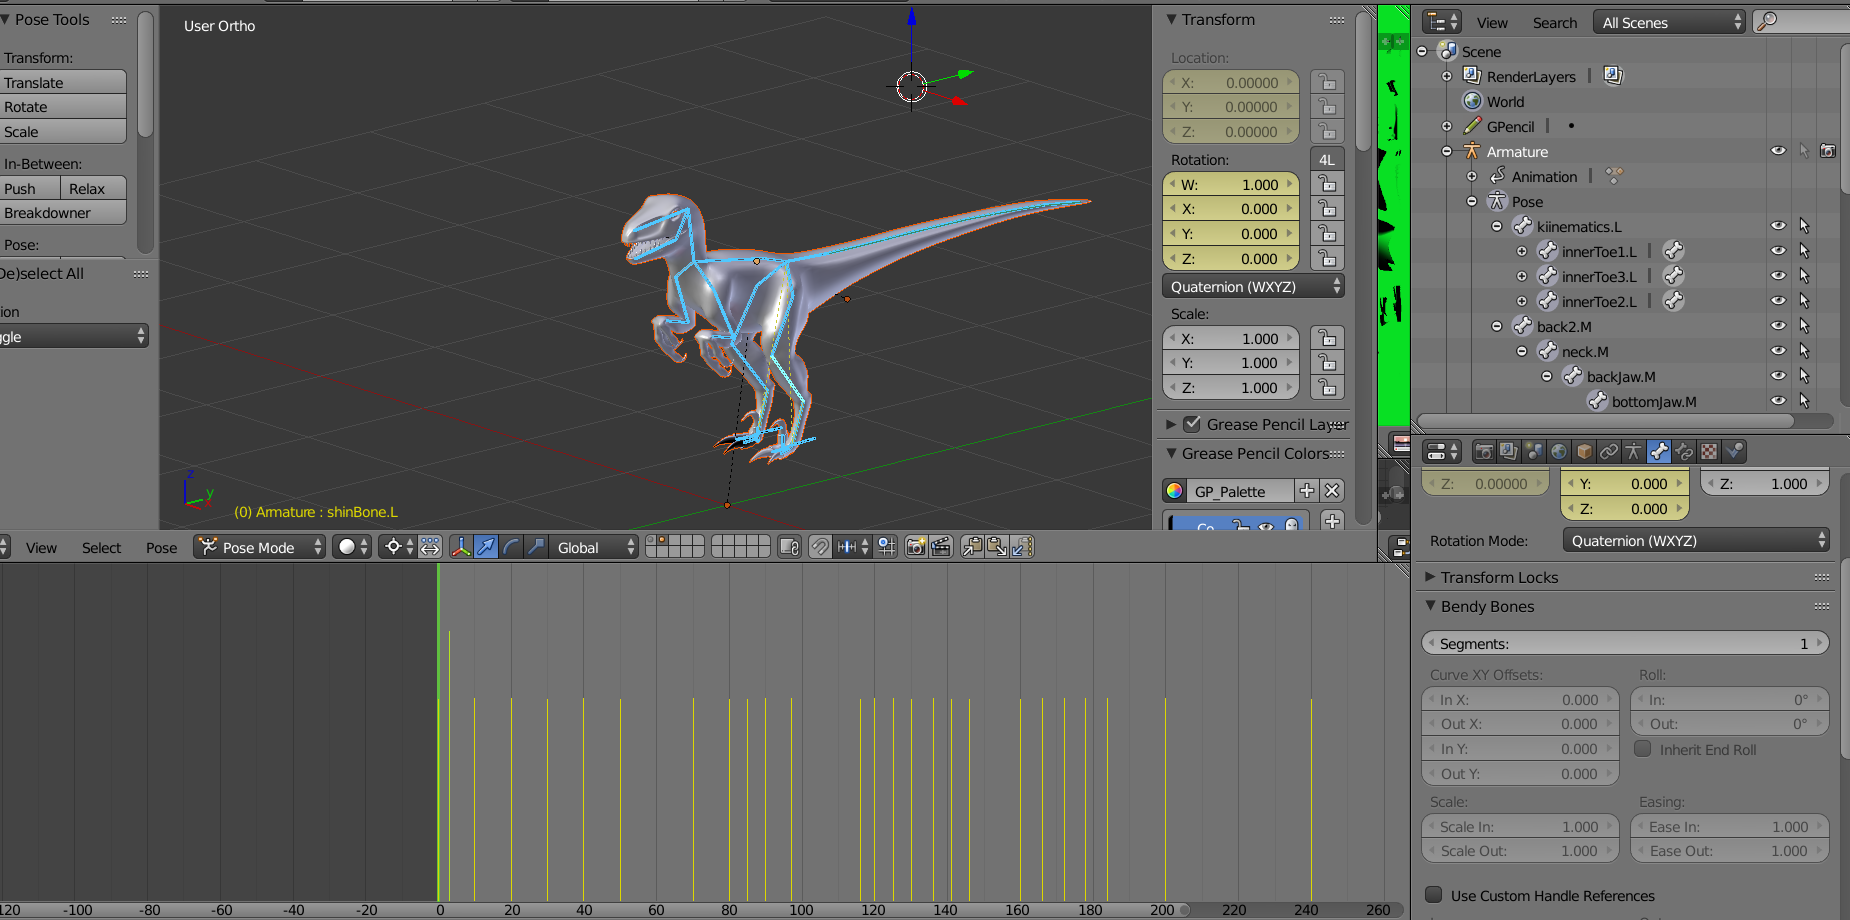 Pose Tools
Transform:
Translate
Rotate
Scale
In-Between:
Push Relax
Breakdowner
Pose:
De)select All
ion
ggle
User Ortho
z
y
(0) Armature : shinBone.L
Transform
Location:
X: 0.00000
Y: 0.00000
Z: 0.00000
Rotation: 4L
W: 1.000
X: 0.000
Y: 0.000
Z: 0.000
Quaternion (WXYZ)
Scale:
X: 1.000
Y: 1.000
Z: 1.000
Grease Pencil Layer
Grease Pencil Colors:
GP_Palette
Co
View Select Pose Pose Mode Global
-120 -100 -80 -60 -40 -20 0 20 40 60 80 100 120 140 160 180 200 220 240 260
View Search All Scenes
Scene
RenderLayers
World
GPencil
Armature
Animation
Pose
kiinematics.L
innerToe1.L
innerToe3.L
innerToe2.L
back2.M
neck.M
backJaw.M
bottomJaw.M
Z: 0.00000 Y: 0.000 Z: 1.000
Z: 0.000
Rotation Mode: Quaternion (WXYZ)
Transform Locks
Bendy Bones
Segments: 1
Curve XY Offsets: Roll:
In X: 0.000 In: 0°
Out X: 0.000 Out: 0°
In Y: 0.000 Inherit End Roll
Out Y: 0.000
Scale: Easing:
Scale In: 1.000 Ease In: 1.000
Scale Out: 1.000 Ease Out: 1.000
Use Custom Handle References